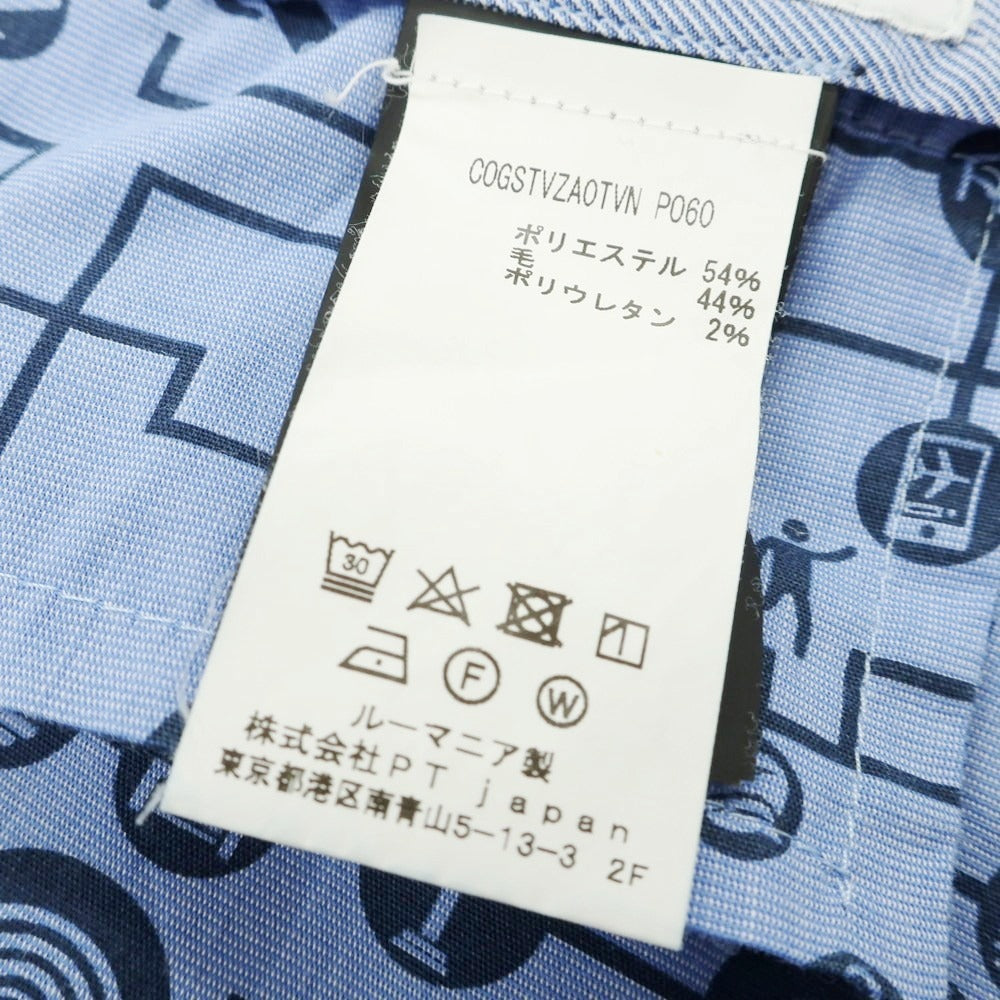 COGSTVZA0TVN P060
ポリエステル 54%
毛 44%
ポリウレタン 2%
30
F W
ルーマニア製
株式会社PT japan
東京都港区南青山5-13-3 2F